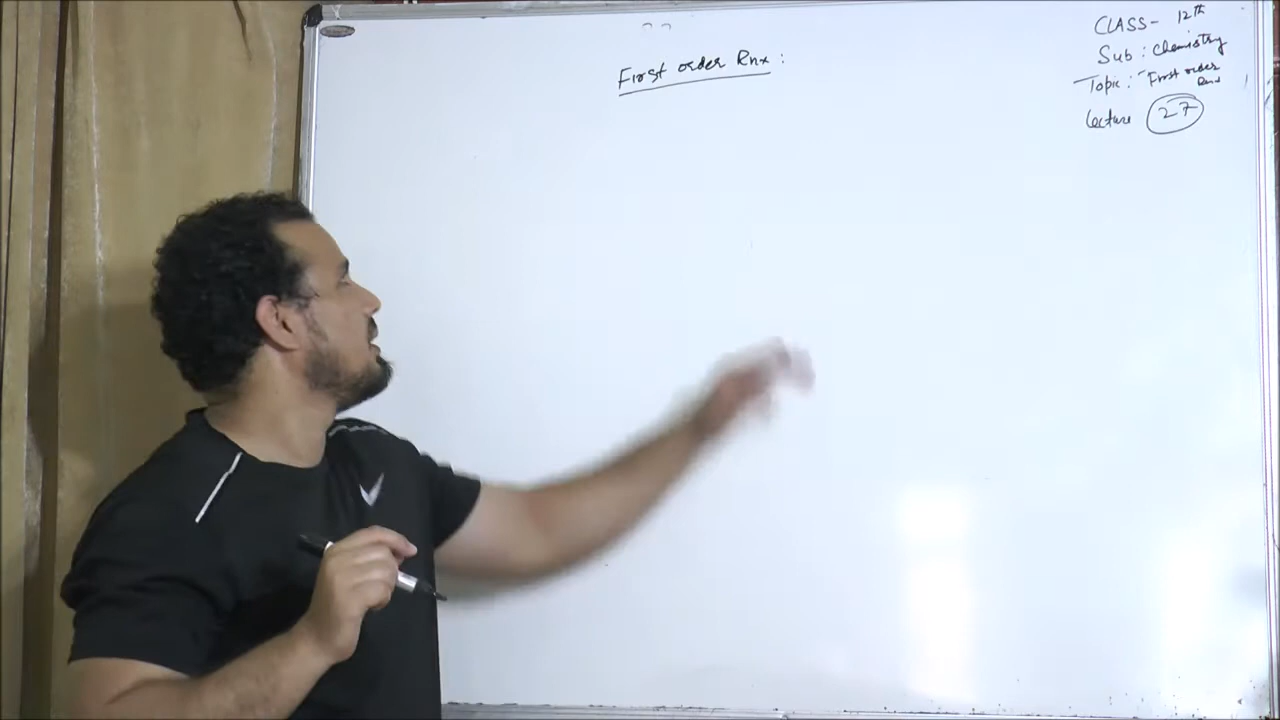 First order Rnx :
CLASS- 12th
Sub : Chemistry
Topic :- First order
Rnx
Lecture 27